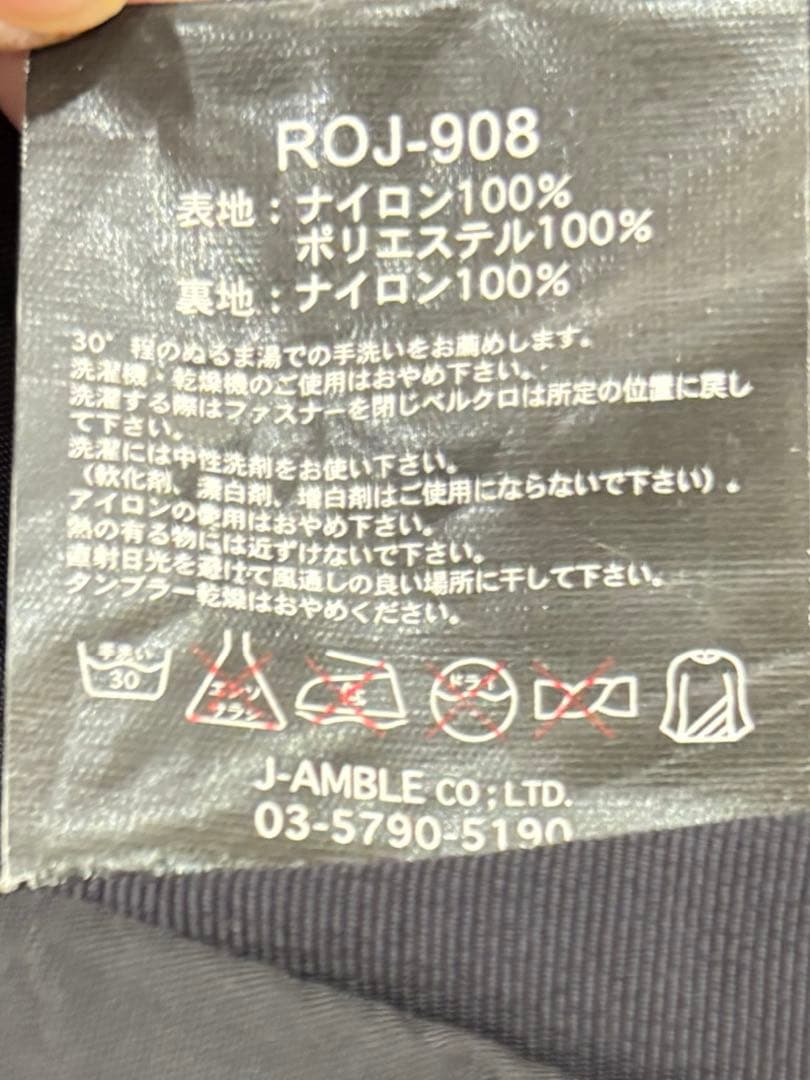 ROJ-908
表地：ナイロン100%
ポリエステル100%
裏地：ナイロン100%
30°程のぬるま湯での手洗いをお薦めします。
洗濯機・乾燥機のご使用はおやめ下さい。
洗濯する際はファスナーを閉じベルクロは所定の位置に戻し
て下さい。
洗濯には中性洗剤をお使い下さい。
（軟化剤、漂白剤、増白剤はご使用にならないで下さい）。
アイロンの使用はおやめ下さい。
熱の有る物には近ずけないで下さい。
直射日光を避けて風通しの良い場所に干して下さい。
タンブラー乾燥はおやめください。
手洗い
30
エンソ
サラシ
ドライ
J-AMBLE CO;LTD.
03-5790-5190